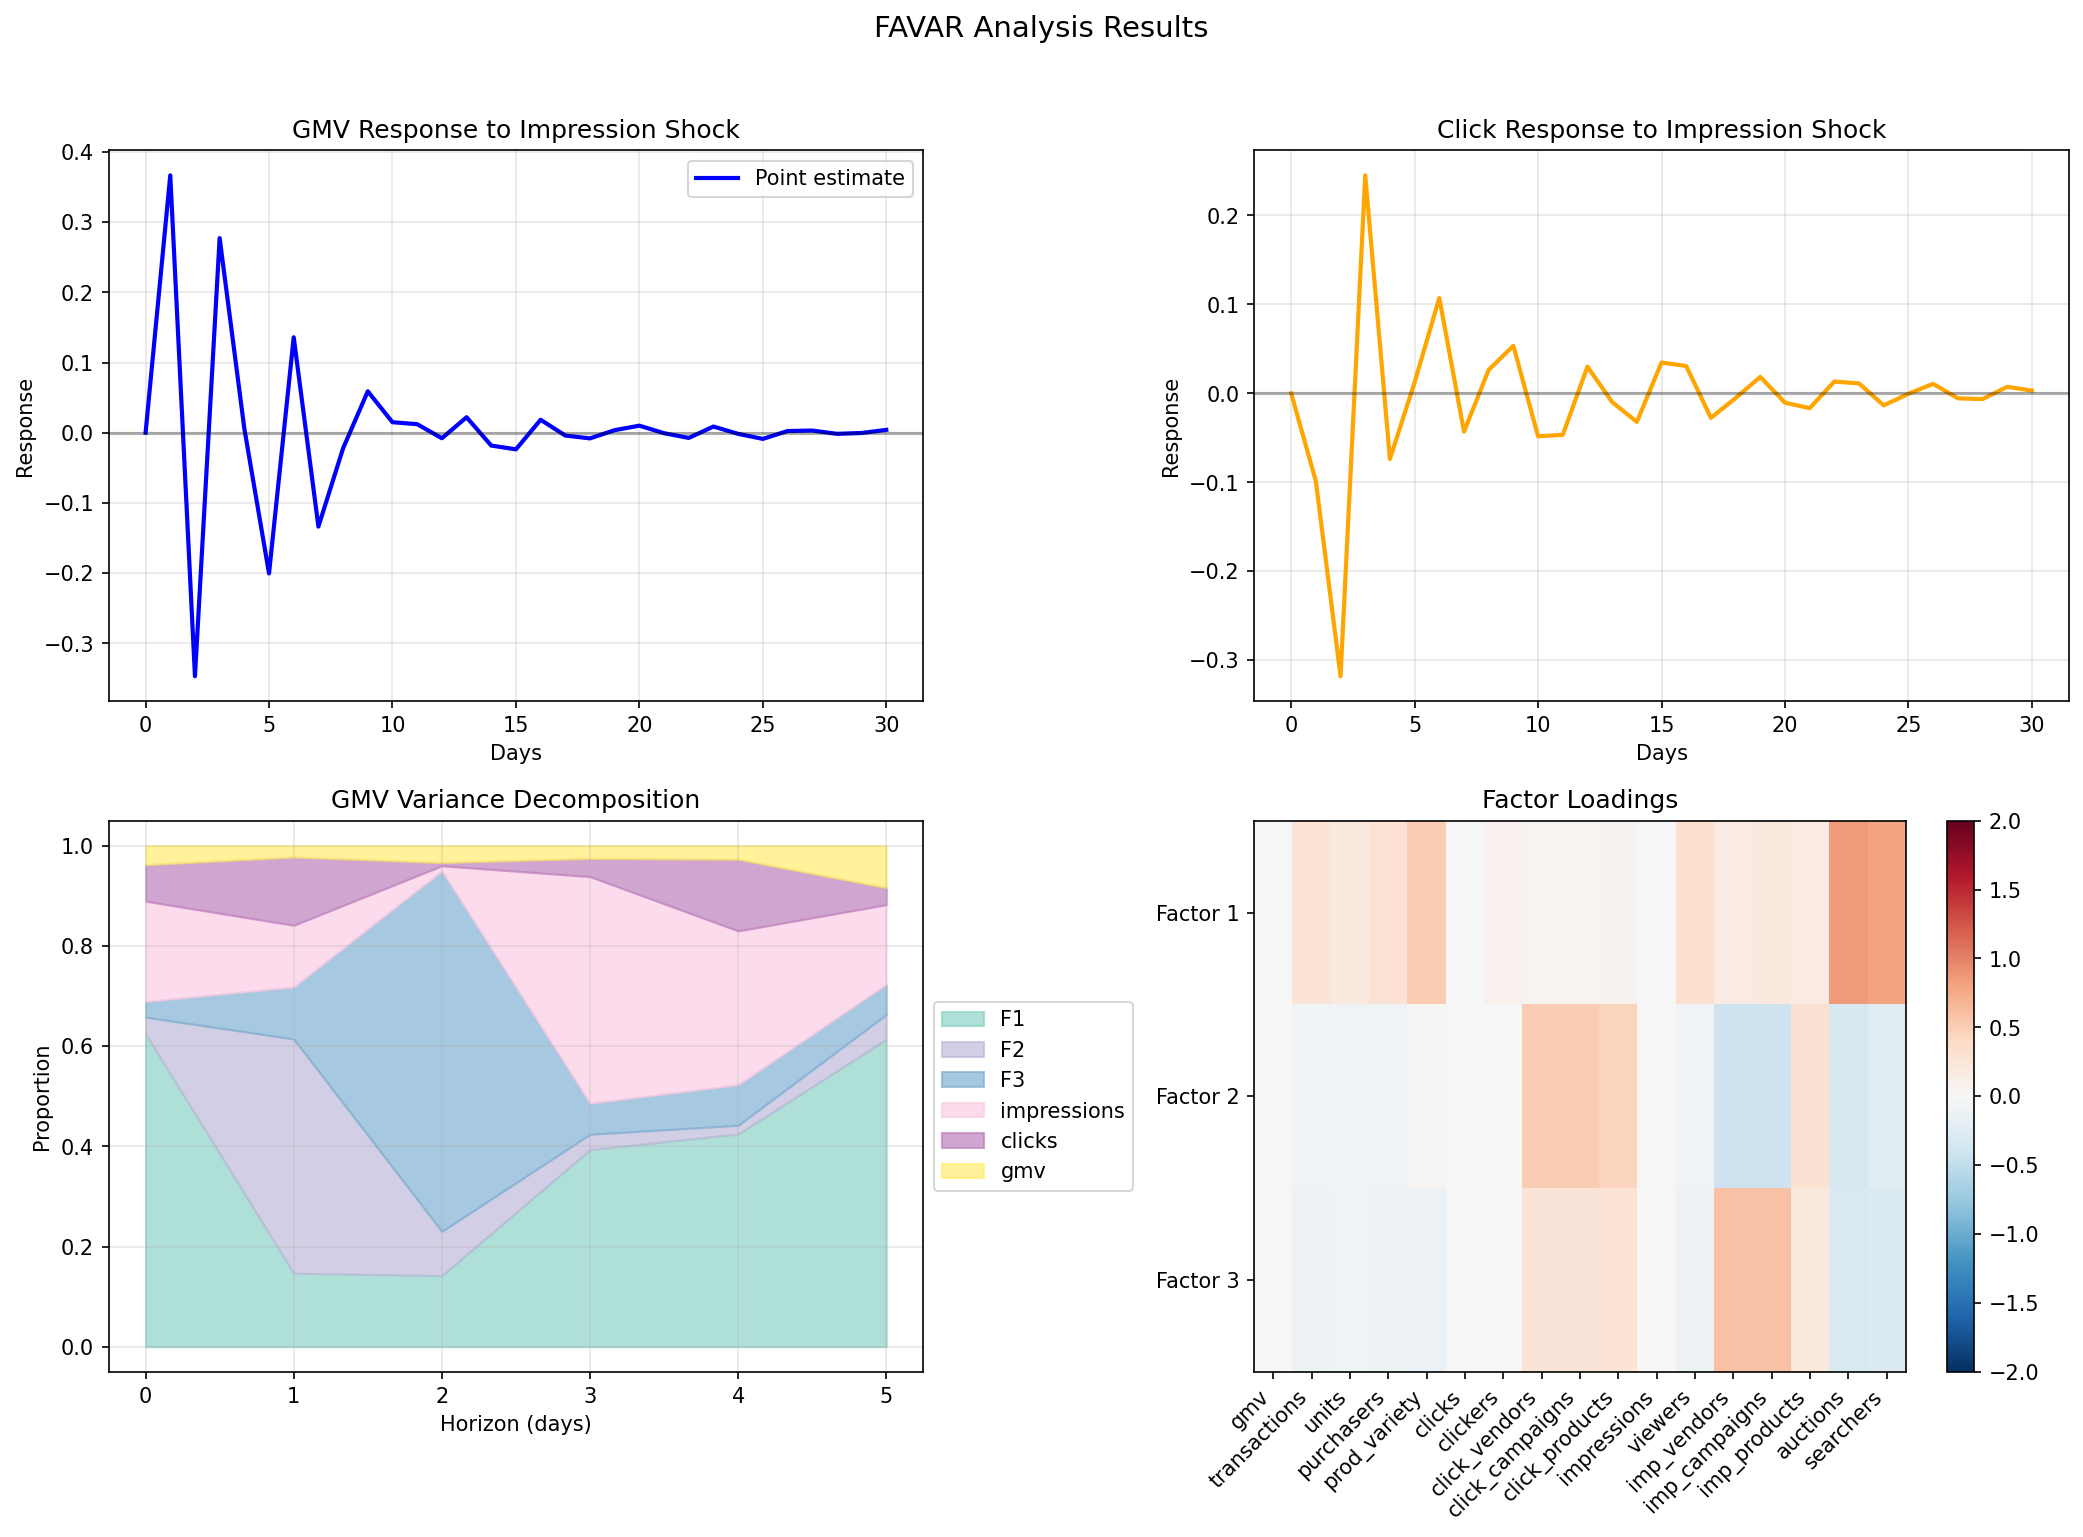 FAVAR Analysis Results
GMV Response to Impression Shock
0.4
0.3
0.2
0.1
0.0
−0.1
−0.2
−0.3
Response
Point estimate
0 5 10 15 20 25 30
Days
Click Response to Impression Shock
0.2
0.1
0.0
−0.1
−0.2
−0.3
Response
0 5 10 15 20 25 30
Days
GMV Variance Decomposition
1.0
0.8
0.6
0.4
0.2
0.0
Proportion
0 1 2 3 4 5
Horizon (days)
F1
F2
F3
impressions
clicks
gmv
Factor Loadings
Factor 1
Factor 2
Factor 3
gmv
transactions
units
purchasers
prod_variety
clicks
clickers
click_vendors
click_campaigns
click_products
impressions
viewers
imp_vendors
imp_campaigns
imp_products
auctions
searchers
2.0
1.5
1.0
0.5
0.0
−0.5
−1.0
−1.5
−2.0